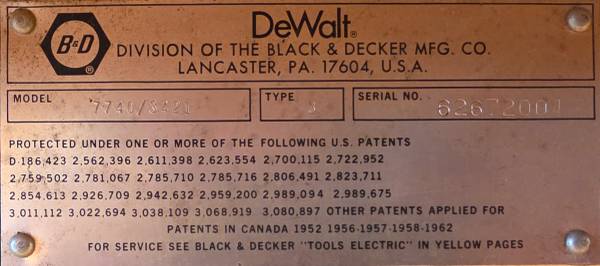 B&D
®
DeWalt®
DIVISION OF THE BLACK & DECKER MFG. CO.
LANCASTER, PA. 17604, U.S.A.
MODEL 7740/3421 TYPE 3 SERIAL NO.
PROTECTED UNDER ONE OR MORE OF THE FOLLOWING U.S. PATENTS
D 186,423 2,562,396 2,611,398 2,623,554 2,700,115 2,722,952
2,759,502 2,781,067 2,785,710 2,785,716 2,806,491 2,823,711
2,854,613 2,926,709 2,942,632 2,959,200 2,989,094 2,989,675
3,011,112 3,022,694 3,038,109 3,068,919 3,080,897 OTHER PATENTS APPLIED FOR
PATENTS IN CANADA 1952·1956·1957·1958·1962
FOR SERVICE SEE BLACK & DECKER "TOOLS ELECTRIC" IN YELLOW PAGES